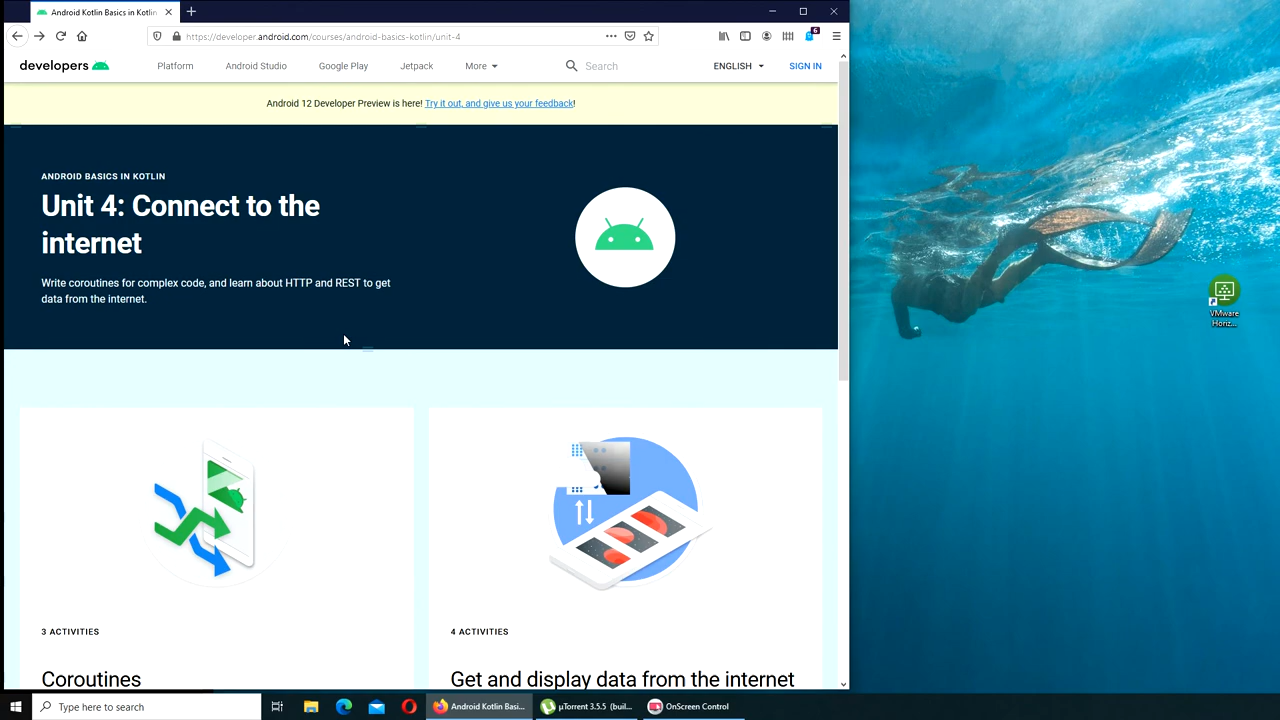 Android Kotlin Basics in Kotlin
https://developer.android.com/courses/android-basics-kotlin/unit-4
6
developers
Platform
Android Studio
Google Play
Jetpack
More
Search
ENGLISH
SIGN IN
Android 12 Developer Preview is here! Try it out, and give us your feedback!
ANDROID BASICS IN KOTLIN
Unit 4: Connect to the
internet
Write coroutines for complex code, and learn about HTTP and REST to get
data from the internet.
VMware
Horiz...
3 ACTIVITIES
4 ACTIVITIES
Coroutines
Get and display data from the internet
Type here to search
Android Kotlin Basi...
µTorrent 3.5.5 (buil...
OnScreen Control